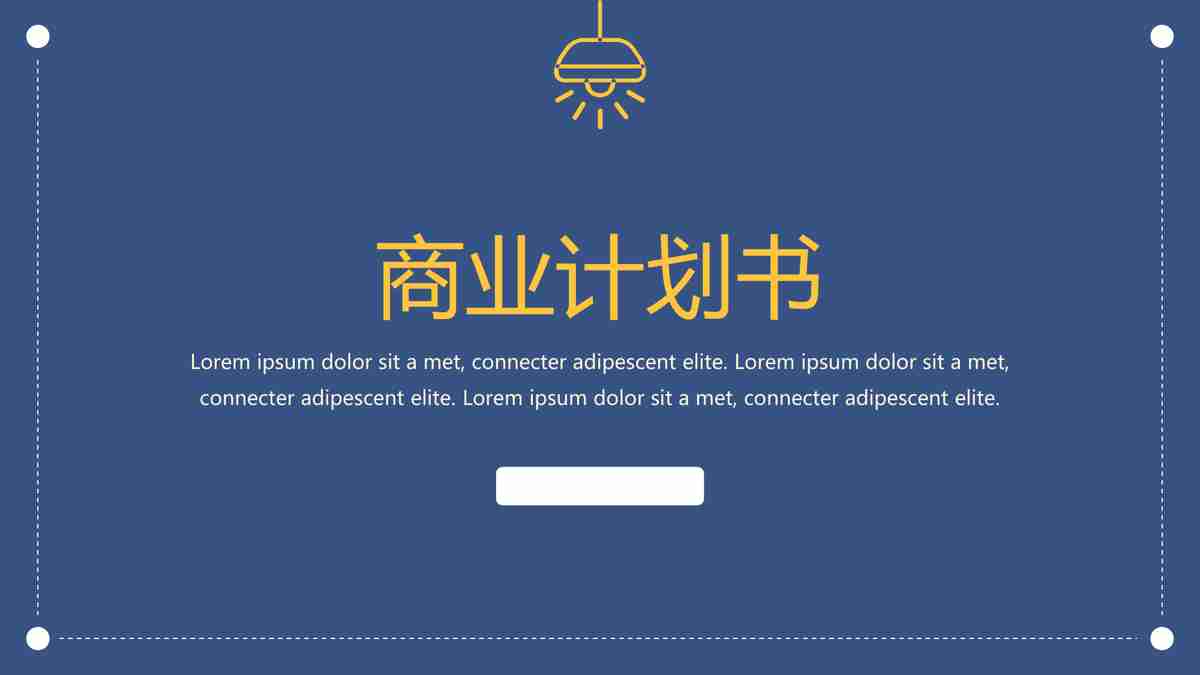 商业计划书
Lorem ipsum dolor sit a met, connecter adipescent elite. Lorem ipsum dolor sit a met,
connecter adipescent elite. Lorem ipsum dolor sit a met, connecter adipescent elite.